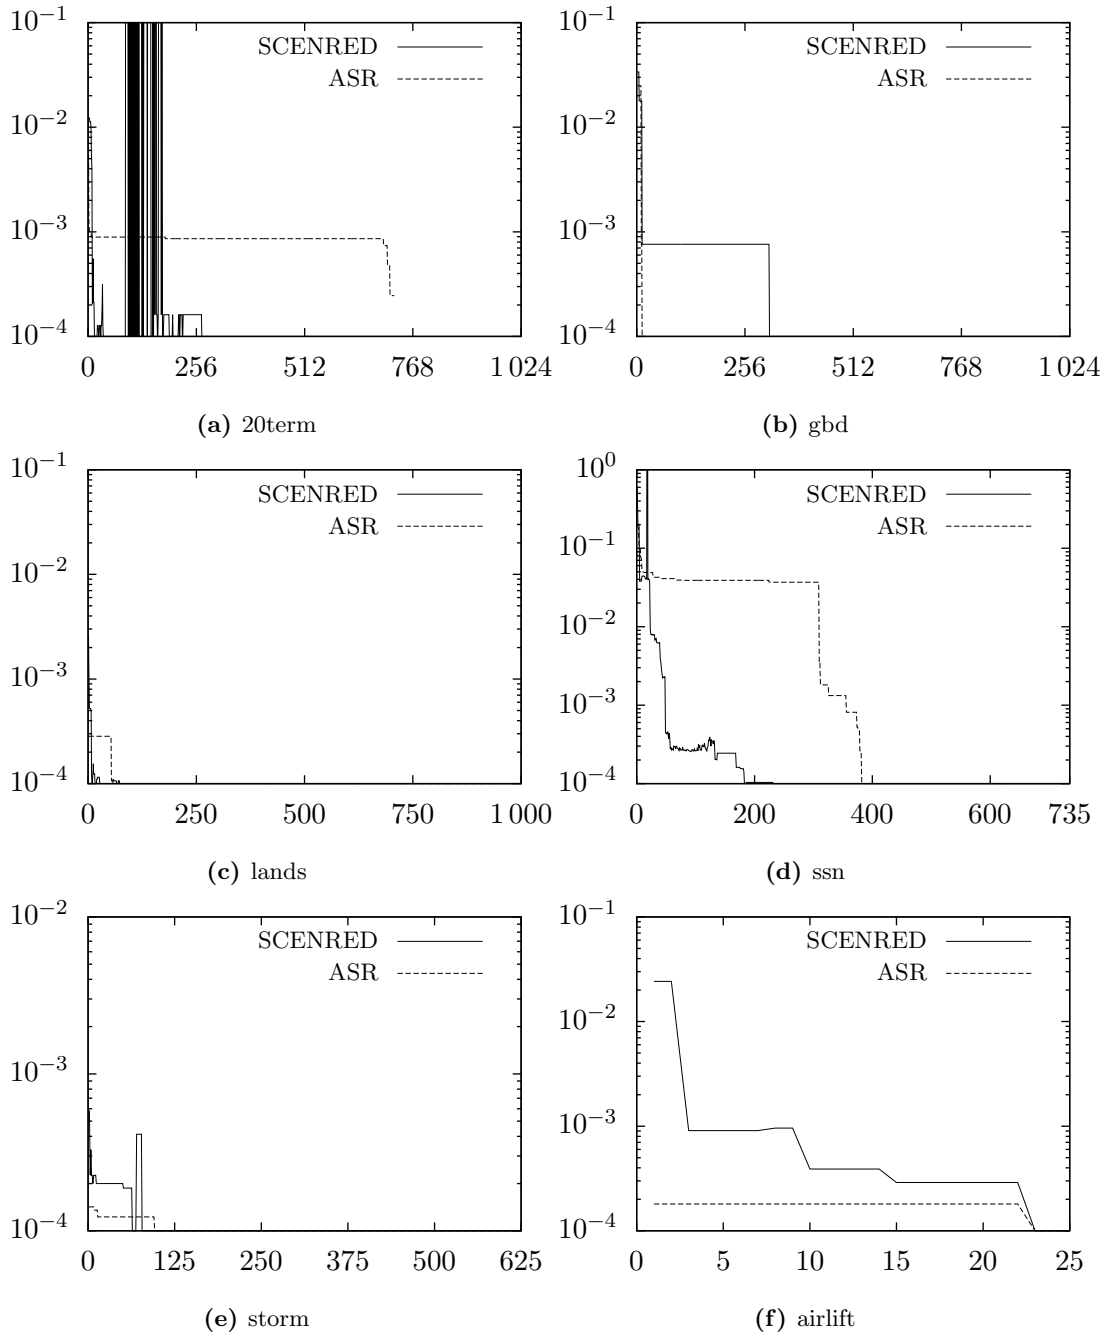 10^-1
SCENRED
ASR
10^-2
10^-3
10^-4
0 256 512 768 1 024
(a) 20term
10^-1
SCENRED
ASR
10^-2
10^-3
10^-4
0 256 512 768 1 024
(b) gbd
10^-1
SCENRED
ASR
10^-2
10^-3
10^-4
0 250 500 750 1 000
(c) lands
10^0
SCENRED
ASR
10^-1
10^-2
10^-3
10^-4
0 200 400 600 735
(d) ssn
10^-2
SCENRED
ASR
10^-3
10^-4
0 125 250 375 500 625
(e) storm
10^-1
SCENRED
ASR
10^-2
10^-3
10^-4
0 5 10 15 20 25
(f) airlift